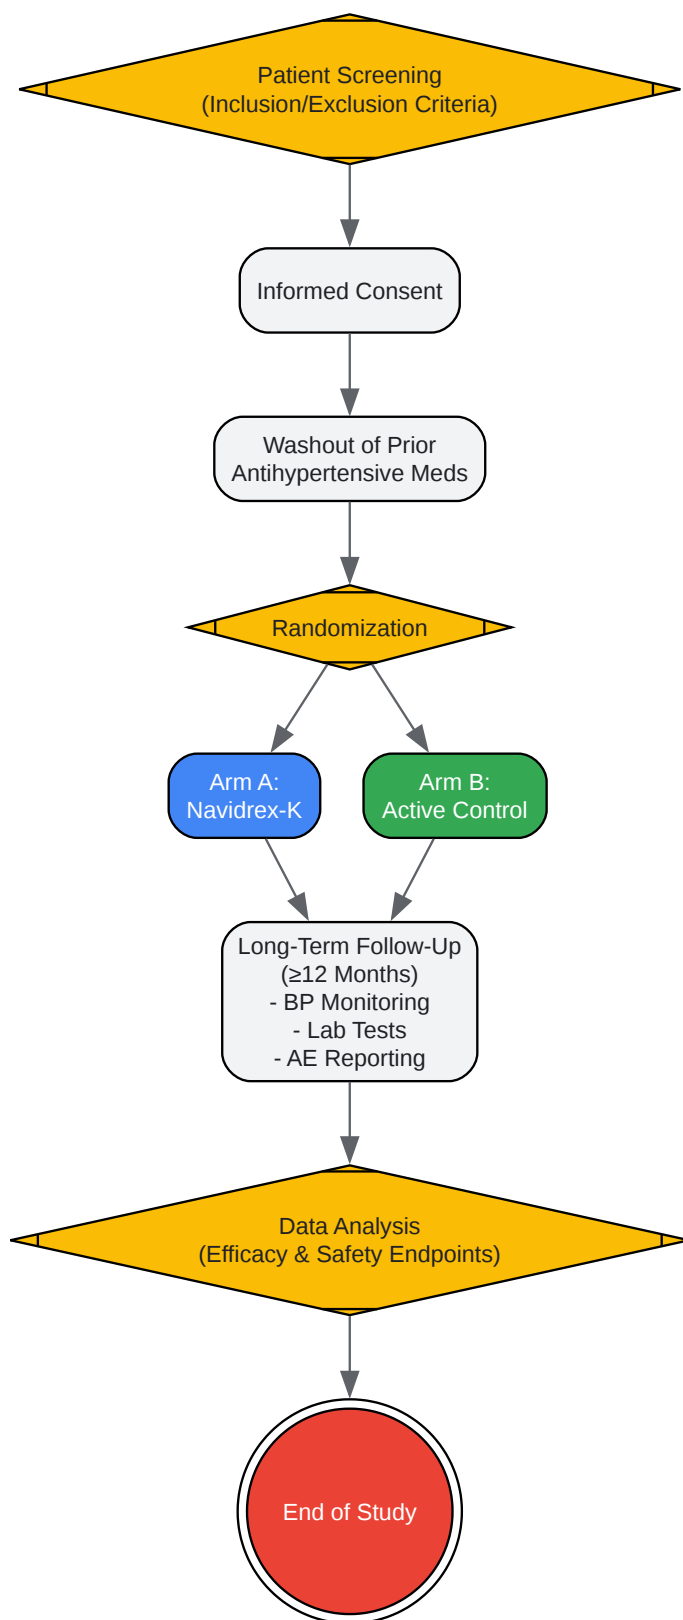 Patient Screening
(Inclusion/Exclusion Criteria)
Informed Consent
Washout of Prior
Antihypertensive Meds
Randomization
Arm A:
Navidrex-K
Arm B:
Active Control
Long-Term Follow-Up
(≥12 Months)
- BP Monitoring
- Lab Tests
- AE Reporting
Data Analysis
(Efficacy & Safety Endpoints)
End of Study